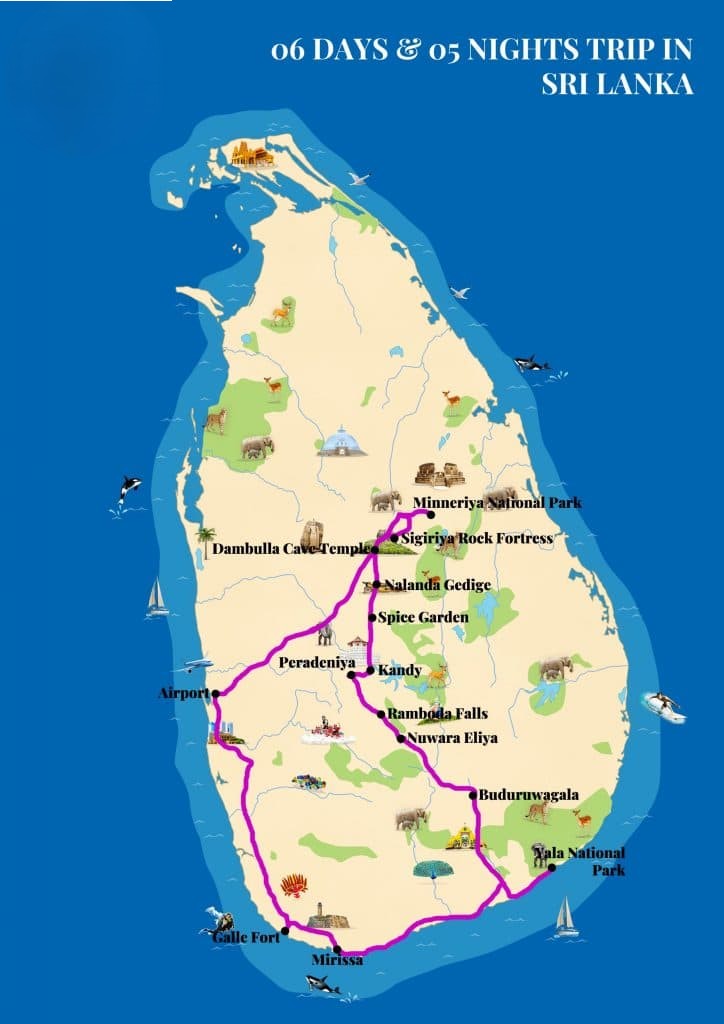 06 DAYS & 05 NIGHTS TRIP IN
SRI LANKA
Minneriya National Park
Sigiriya Rock Fortress
Dambulla Cave Temple
Nalanda Gedige
Spice Garden
Peradeniya
Kandy
Airport
Ramboda Falls
Nuwara Eliya
Buduruwagala
Yala National
Park
Galle Fort
Mirissa